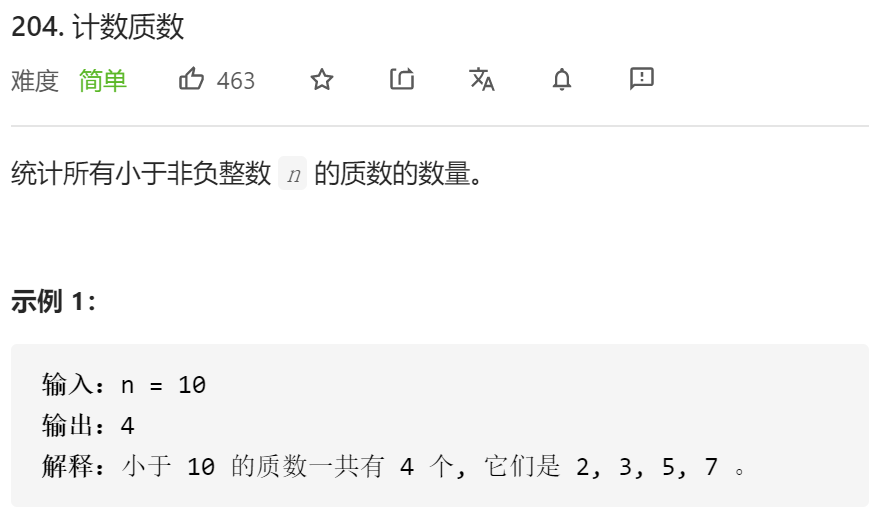 204. 计数质数
难度 简单 463
统计所有小于非负整数 n 的质数的数量。
示例 1：
输入：n = 10
输出：4
解释：小于 10 的质数一共有 4 个, 它们是 2, 3, 5, 7 。